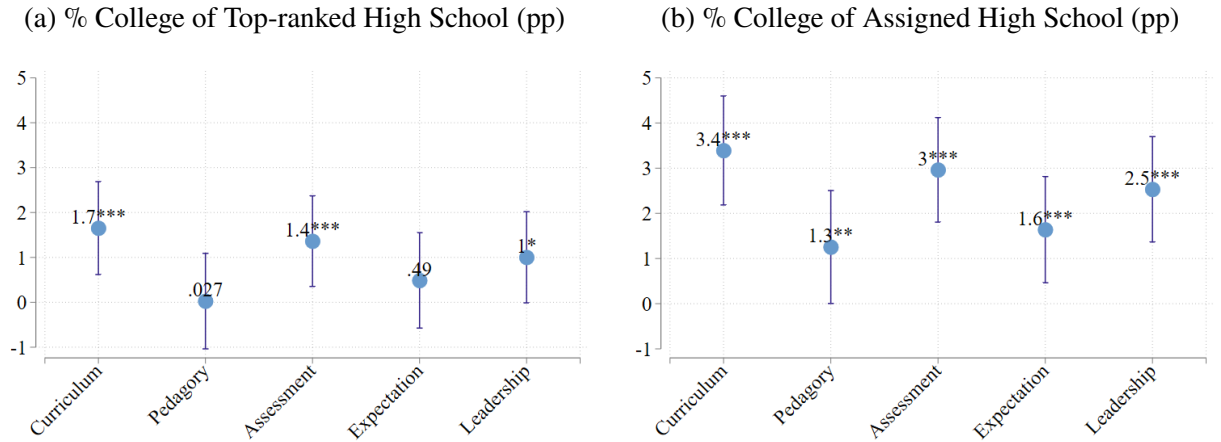 (a) % College of Top-ranked High School (pp)
5
4
3
2
1
0
-1
1.7***
.027
1.4***
.49
1*
Curriculum
Pedagory
Assessment
Expectation
Leadership
(b) % College of Assigned High School (pp)
5
4
3
2
1
0
-1
3.4***
1.3**
3***
1.6***
2.5***
Curriculum
Pedagory
Assessment
Expectation
Leadership